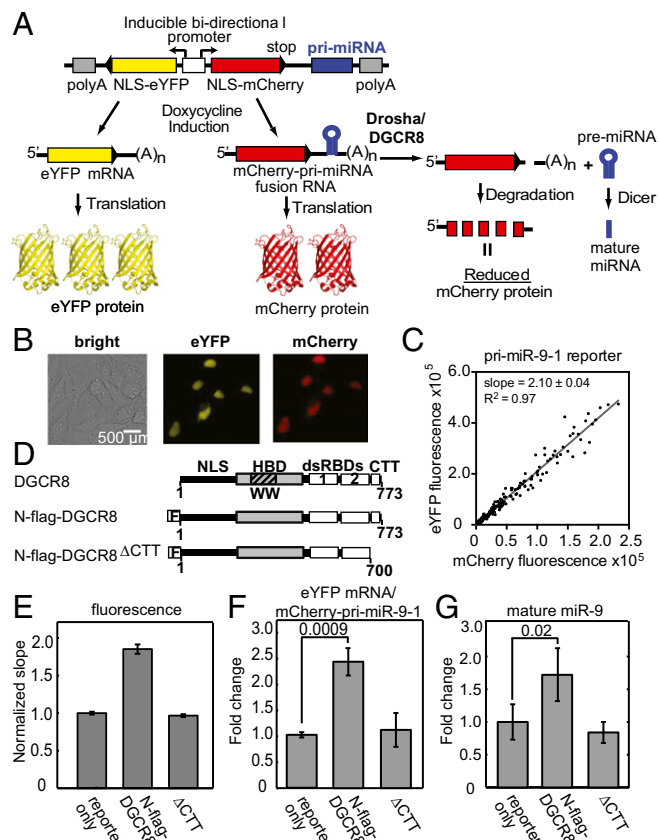 A
Inducible bi-directional
promoter
stop
pri-miRNA
polyA
NLS-eYFP
NLS-mCherry
polyA
Doxycycline
Induction
Drosha/
DGCR8
pre-miRNA
5'
(A)n
eYFP mRNA
5'
(A)n
mCherry-pri-miRNA
fusion RNA
5'
(A)n
+
Translation
Translation
Degradation
Dicer
5'
mature
miRNA
Reduced
mCherry protein
eYFP protein
mCherry protein
B
bright
eYFP
mCherry
500 µm
C
pri-miR-9-1 reporter
slope = 2.10 ± 0.04
R² = 0.97
eYFP fluorescence x10⁵
6.0
4.0
2.0
0
0
0.5
1.0
1.5
2.0
2.5
mCherry fluorescence x10⁵
D
NLS
HBD
dsRBDs
CTT
DGCR8
1
2
1
WW
773
N-flag-DGCR8
F
1
773
N-flag-DGCR8ΔCTT
F
1
700
E
fluorescence
Normalized slope
2.0
1.5
1.0
0.5
reporter
only
N-flag-
DGCR8
ΔCTT
F
eYFP mRNA/
mCherry-pri-miR-9-1
0.0009
Fold change
3.0
2.5
2.0
1.5
1.0
0.5
0
reporter
only
N-flag-
DGCR8
ΔCTT
G
mature miR-9
0.02
Fold change
2.5
2.0
1.5
1.0
0.5
0
reporter
only
N-flag-
DGCR8
ΔCTT